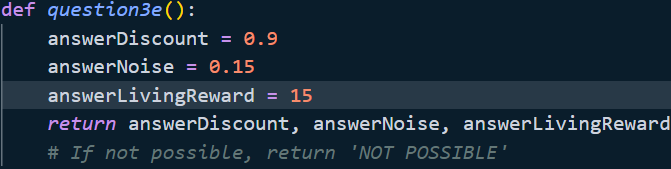 def question3e():
    answerDiscount = 0.9
    answerNoise = 0.15
    answerLivingReward = 15
    return answerDiscount, answerNoise, answerLivingReward
    # If not possible, return 'NOT POSSIBLE'